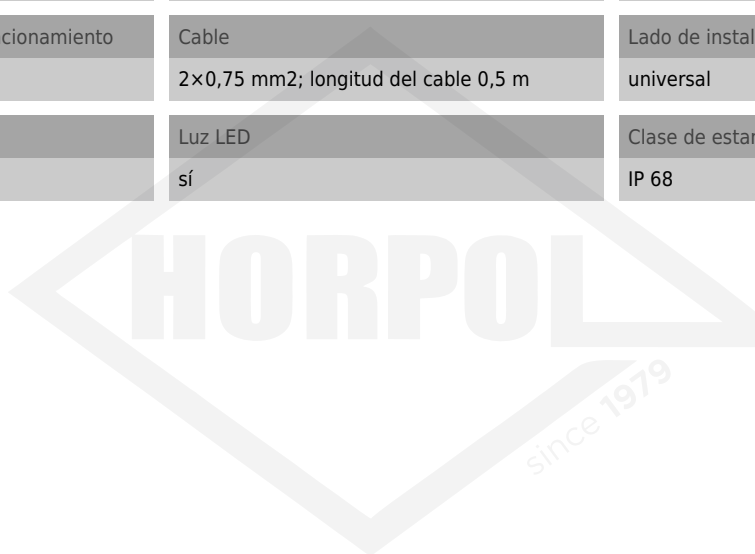 cionamiento
Cable
Lado de instal
2×0,75 mm2; longitud del cable 0,5 m
universal
Luz LED
Clase de estan
sí
IP 68
HORPOL
since 1979